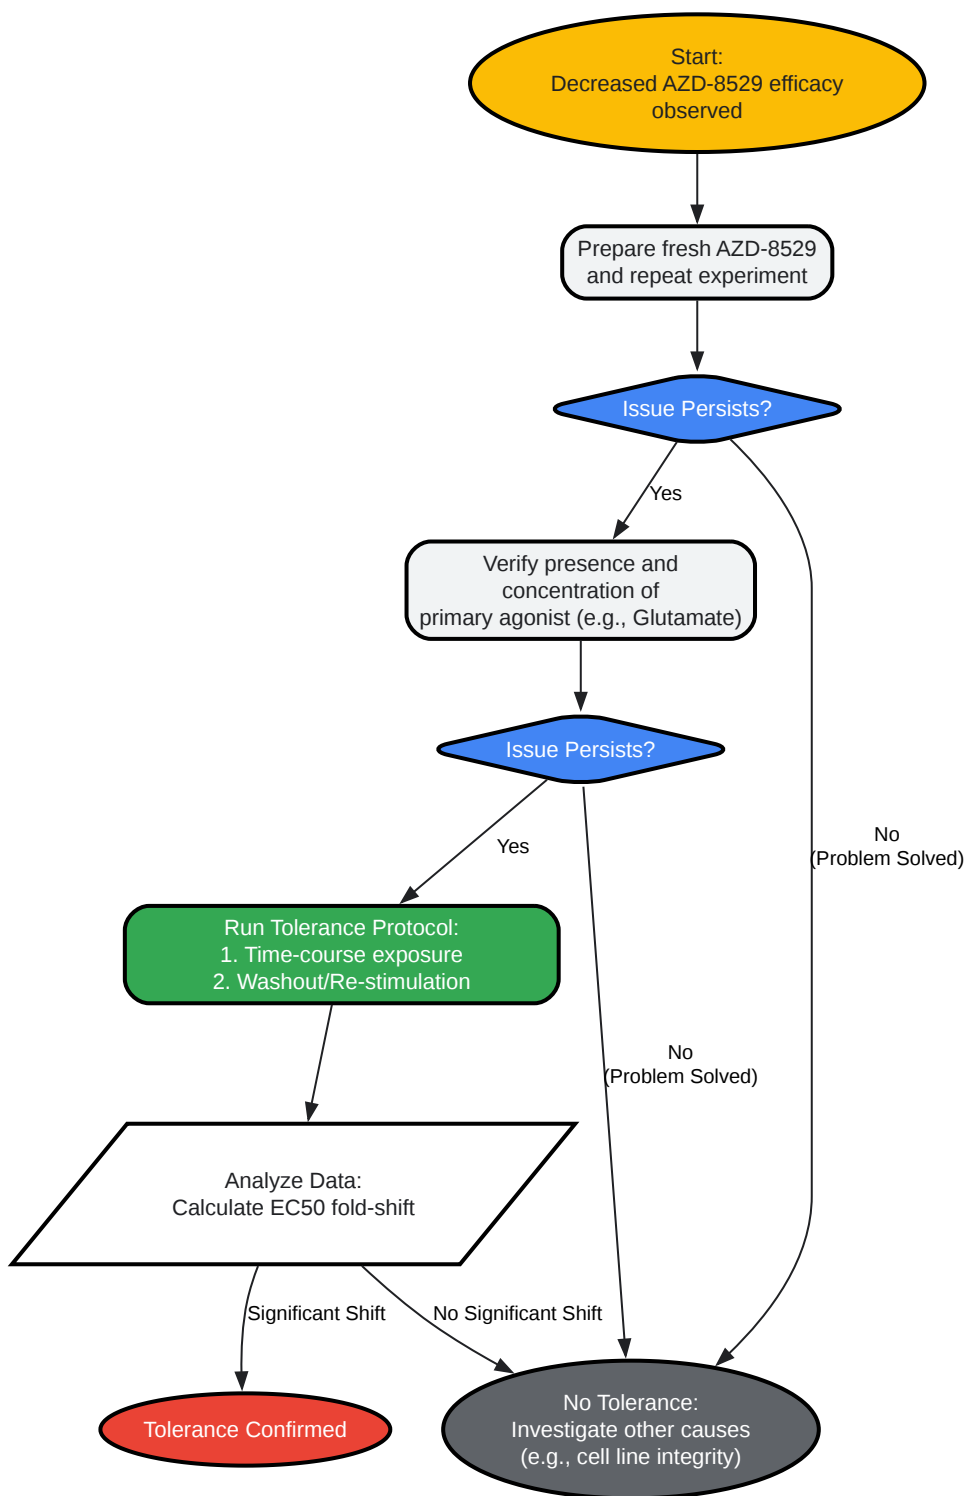 Start:
Decreased AZD-8529 efficacy
observed
Prepare fresh AZD-8529
and repeat experiment
Issue Persists?
Yes
Verify presence and
concentration of
primary agonist (e.g., Glutamate)
Issue Persists?
No
(Problem Solved)
Yes
Run Tolerance Protocol:
1. Time-course exposure
2. Washout/Re-stimulation
No
(Problem Solved)
Analyze Data:
Calculate EC50 fold-shift
Significant Shift
No Significant Shift
Tolerance Confirmed
No Tolerance:
Investigate other causes
(e.g., cell line integrity)